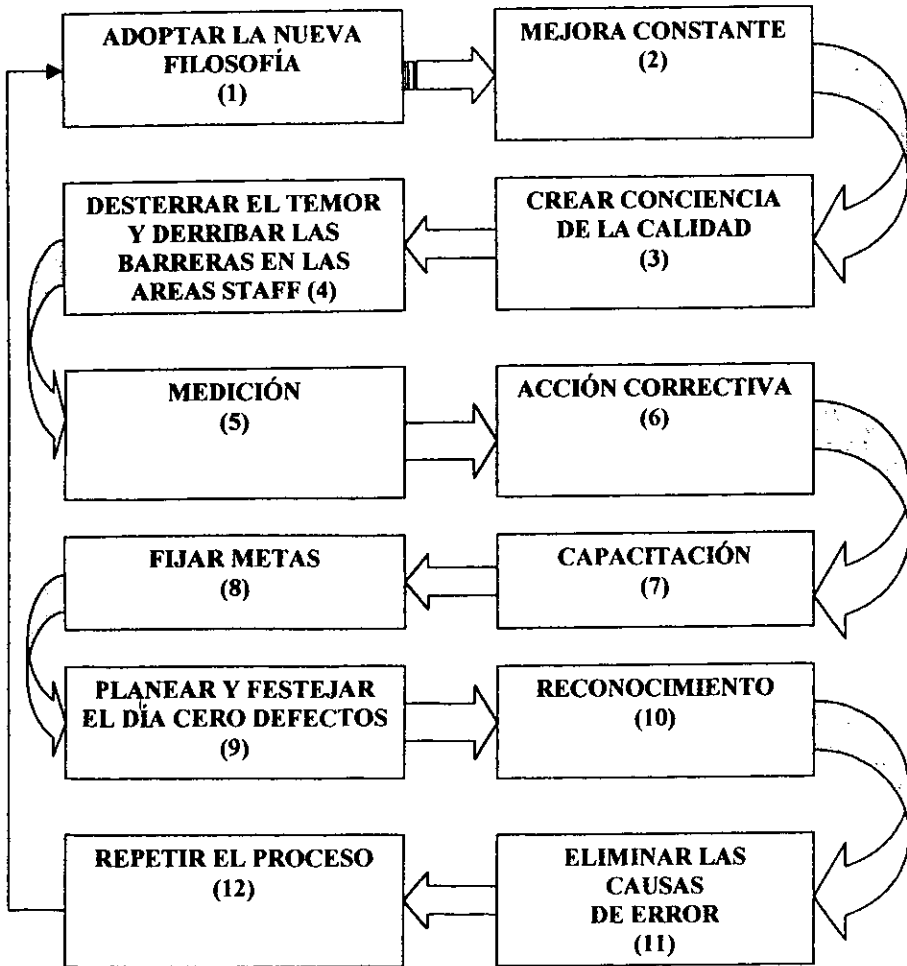 ADOPTAR LA NUEVA
FILOSOFÍA
(1)
MEJORA CONSTANTE
(2)
CREAR CONCIENCIA
DE LA CALIDAD
(3)
DESTERRAR EL TEMOR
Y DERRIBAR LAS
BARRERAS EN LAS
AREAS STAFF (4)
MEDICIÓN
(5)
ACCIÓN CORRECTIVA
(6)
CAPACITACIÓN
(7)
FIJAR METAS
(8)
PLANEAR Y FESTEJAR
EL DÍA CERO DEFECTOS
(9)
RECONOCIMIENTO
(10)
ELIMINAR LAS
CAUSAS
DE ERROR
(11)
REPETIR EL PROCESO
(12)